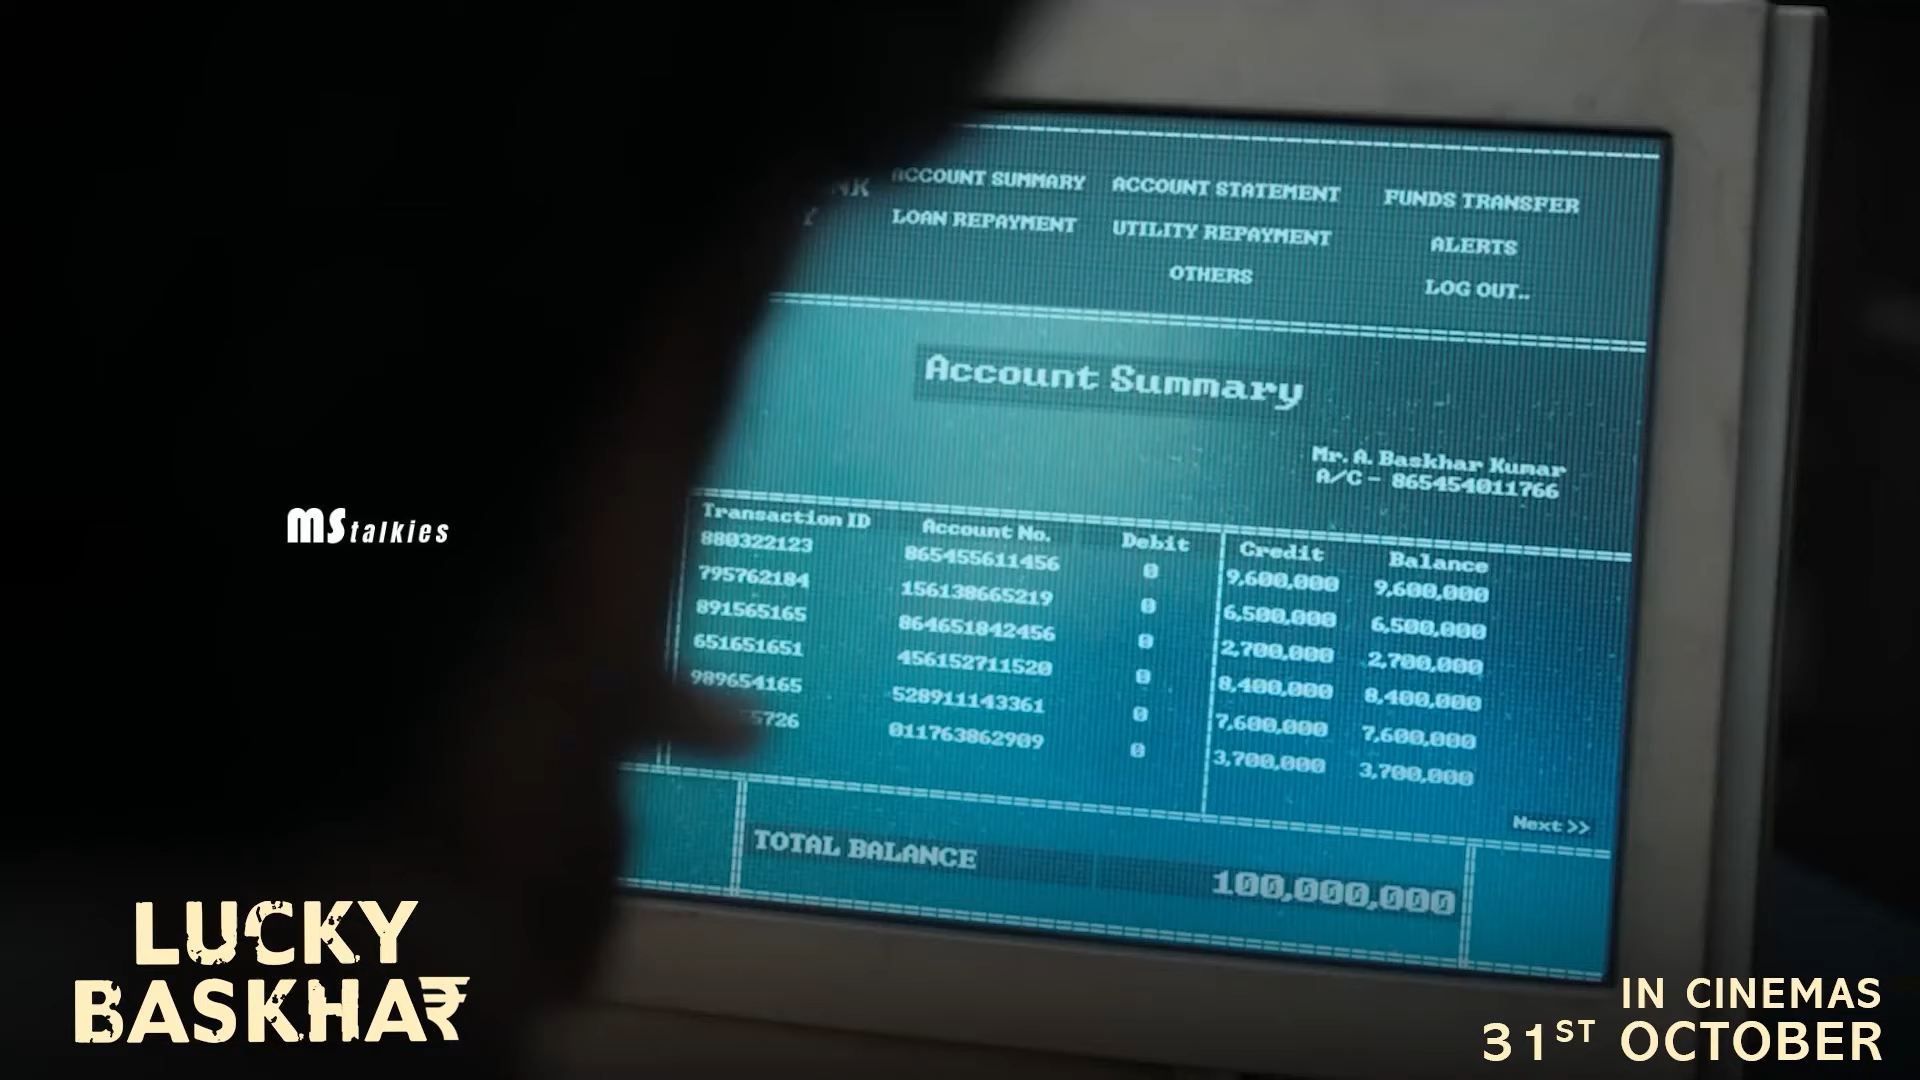 ACCOUNT SUMMARY ACCOUNT STATEMENT FUNDS TRANSFER
LOAN REPAYMENT UTILITY REPAYMENT ALERTS
OTHERS LOG OUT..
Account Summary
Mr. A. Baskhar Kumar
A/C - 865454011766
Transaction ID Account No. Debit Credit Balance
880322123 865455611456 0 9,600,000 9,600,000
795762184 156138665219 0 6,500,000 6,500,000
891565165 864651842456 0 2,700,000 2,700,000
651651651 456152711520 0 8,400,000 8,400,000
989654165 528911143361 0 7,600,000 7,600,000
011763862909 0 3,700,000 3,700,000
Next >>
TOTAL BALANCE 100,000,000
mS talkies
LUCKY
BASKHA₹
IN CINEMAS
31ST OCTOBER